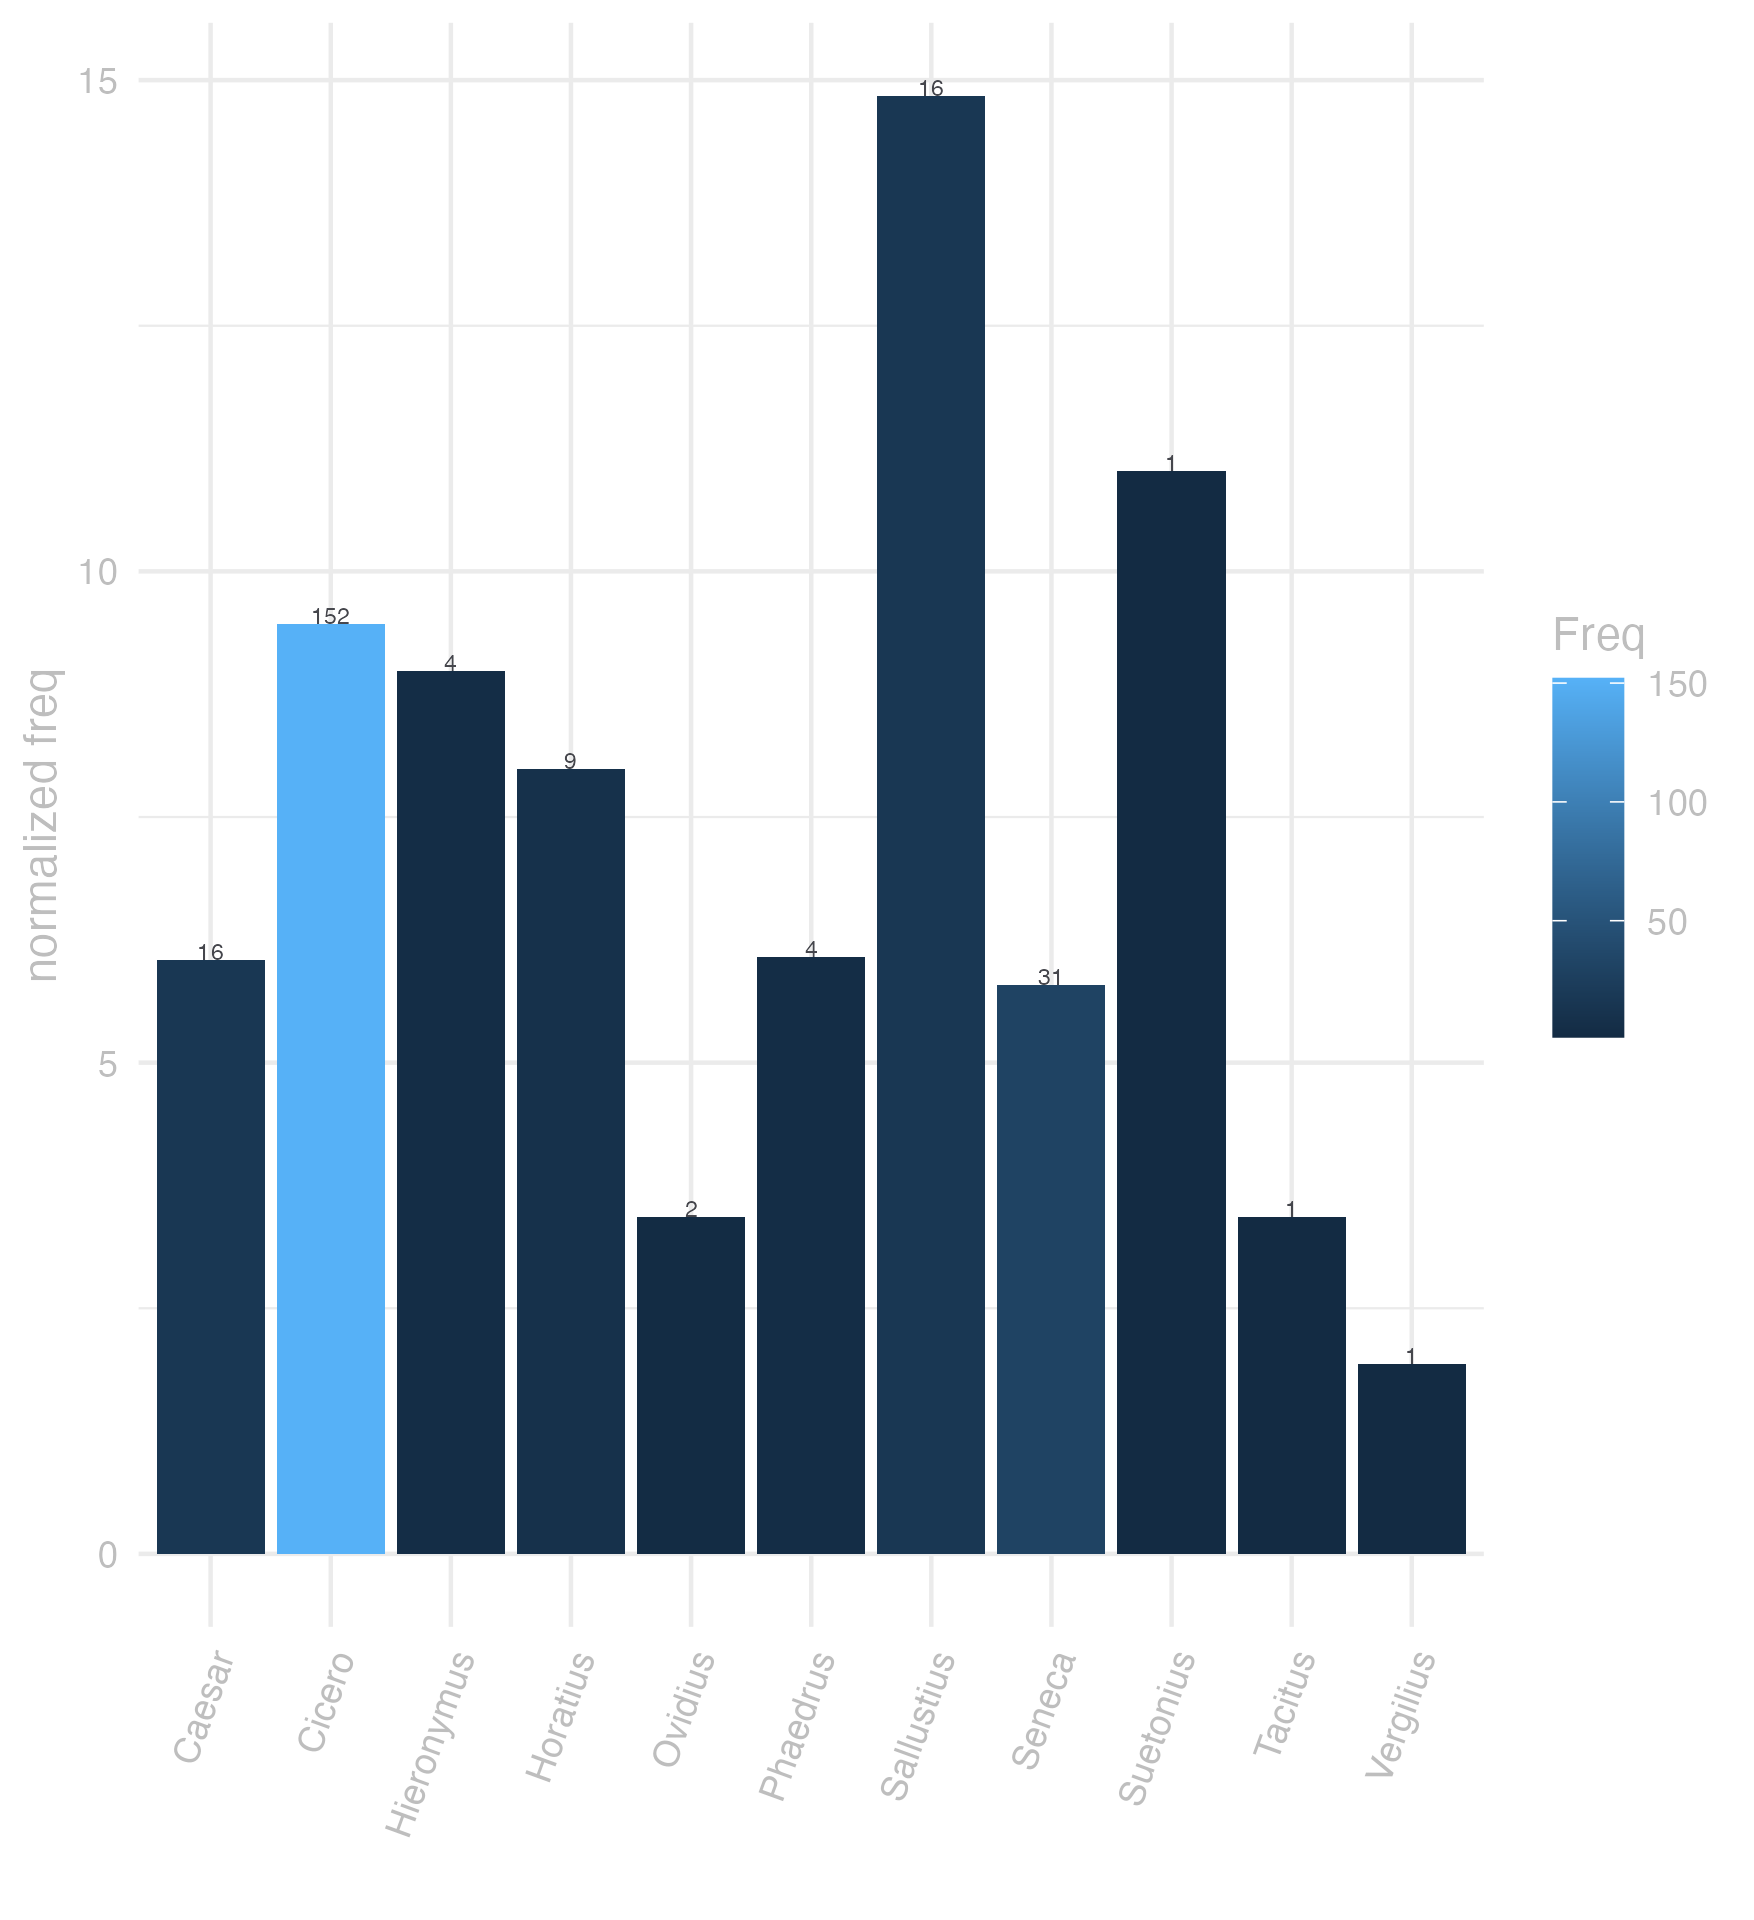 normalized freq
15
10
5
0
16
152
4
9
2
4
16
31
1
1
1
Caesar
Cicero
Hieronymus
Horatius
Ovidius
Phaedrus
Sallustius
Seneca
Suetonius
Tacitus
Vergilius
Freq
150
100
50